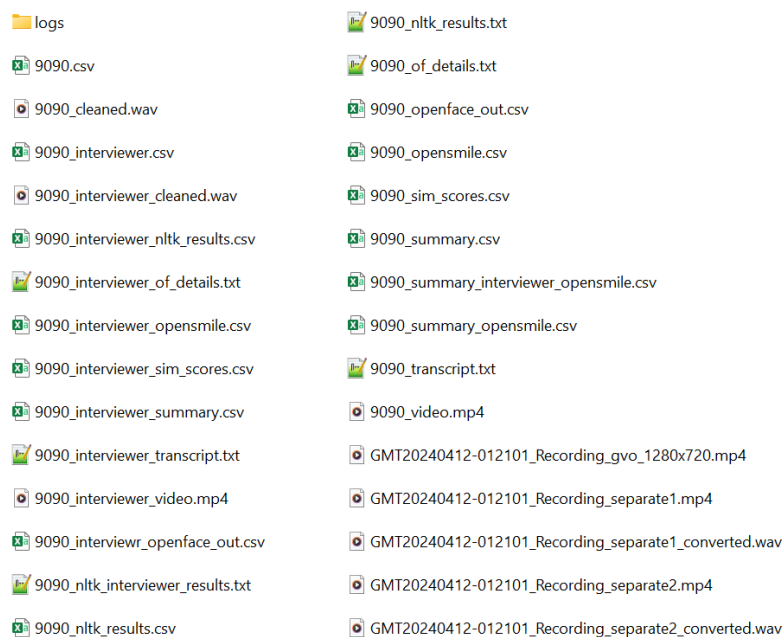 logs
9090.csv
9090_cleaned.wav
9090_interviewer.csv
9090_interviewer_cleaned.wav
9090_interviewer_nltk_results.csv
9090_interviewer_of_details.txt
9090_interviewer_opensmile.csv
9090_interviewer_sim_scores.csv
9090_interviewer_summary.csv
9090_interviewer_transcript.txt
9090_interviewer_video.mp4
9090_interviewr_openface_out.csv
9090_nltk_interviewer_results.txt
9090_nltk_results.csv
9090_nltk_results.txt
9090_of_details.txt
9090_openface_out.csv
9090_opensmile.csv
9090_sim_scores.csv
9090_summary.csv
9090_summary_interviewer_opensmile.csv
9090_summary_opensmile.csv
9090_transcript.txt
9090_video.mp4
GMT20240412-012101_Recording_gvo_1280x720.mp4
GMT20240412-012101_Recording_separate1.mp4
GMT20240412-012101_Recording_separate1_converted.wav
GMT20240412-012101_Recording_separate2.mp4
GMT20240412-012101_Recording_separate2_converted.wav